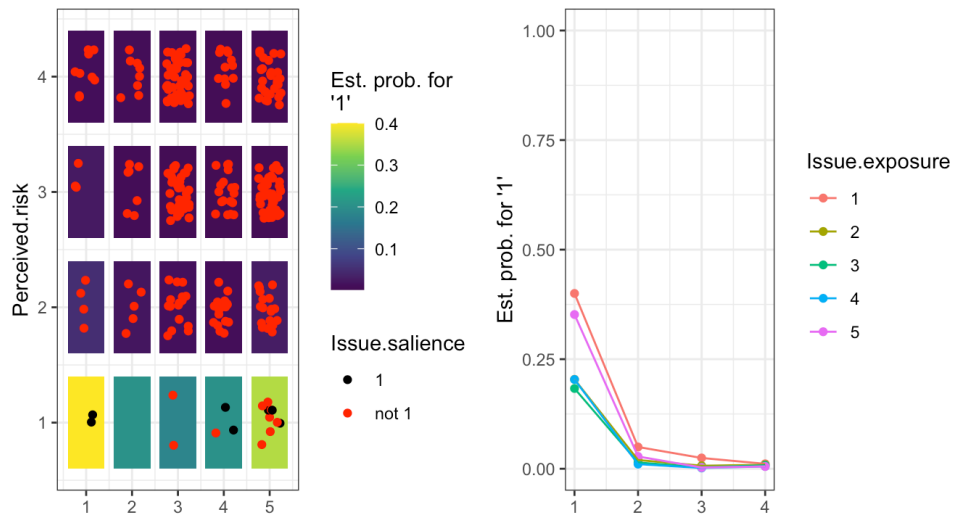 Perceived.risk
4
3
2
1
1 2 3 4 5
Est. prob. for
'1'
0.4
0.3
0.2
0.1
Issue.salience
1
not 1
Est. prob. for '1'
1.00
0.75
0.50
0.25
0.00
1 2 3 4
Issue.exposure
1
2
3
4
5